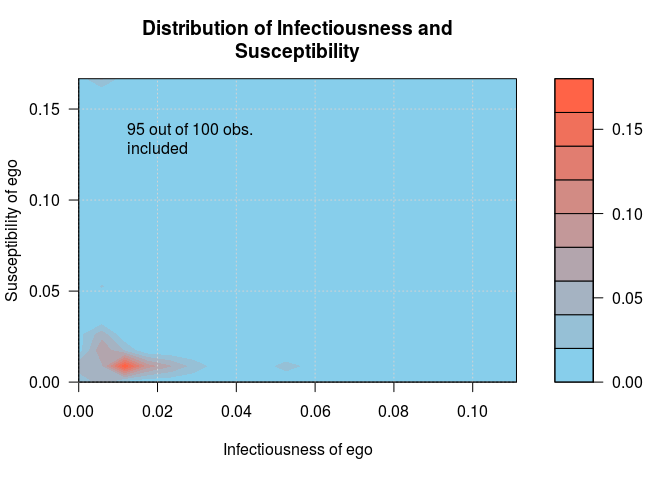 Distribution of Infectiousness and
Susceptibility
95 out of 100 obs.
included
Susceptibility of ego
0.15
0.10
0.05
0.00
0.00 0.02 0.04 0.06 0.08 0.10
Infectiousness of ego
0.15
0.10
0.05
0.00